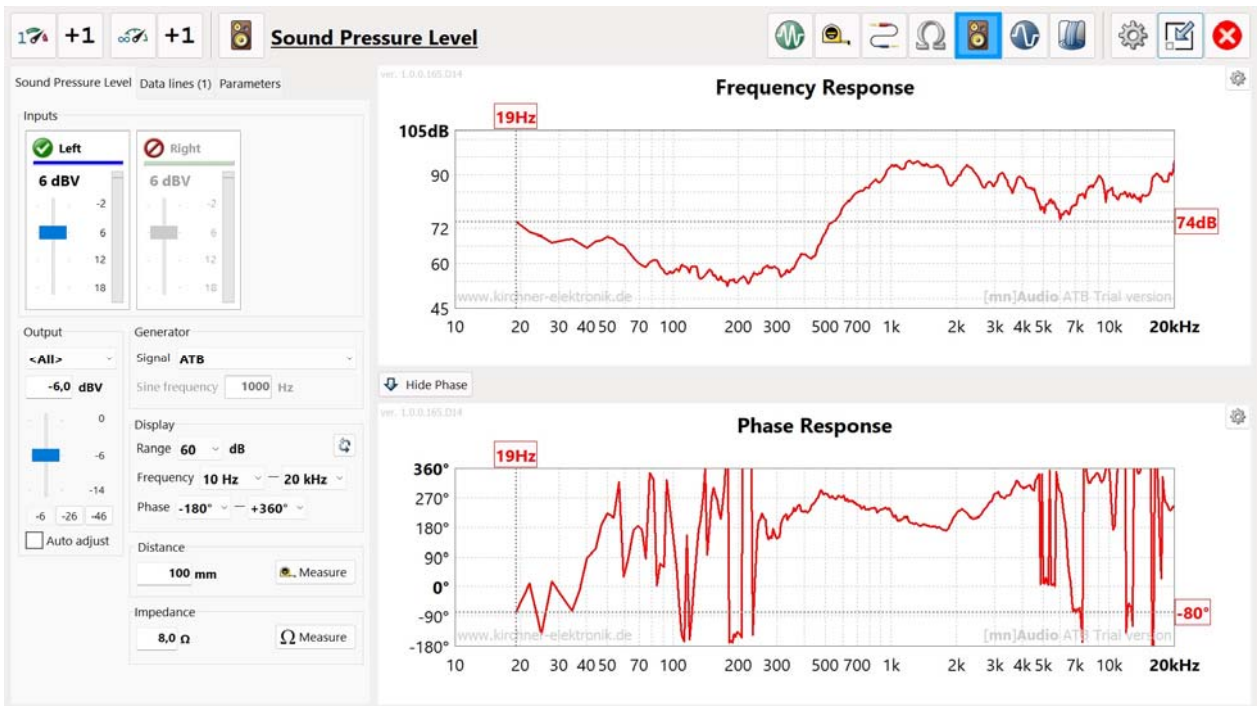 1 +1 ∞ +1 Sound Pressure Level
Sound Pressure Level Data lines (1) Parameters
Inputs
Left Right
6 dBV 6 dBV
-2 -2
6 6
12 12
18 18
Output
<All>
-6,0 dBV
0
-6
-14
-6 -26 -46
Auto adjust
Generator
Signal ATB
Sine frequency 1000 Hz
Display
Range 60 dB
Frequency 10 Hz — 20 kHz
Phase -180° — +360°
Distance
100 mm Measure
Impedance
8,0 Ω Ω Measure
ver. 1.0.0.165.D14
Frequency Response
19Hz
105dB
90
74dB
72
60
45
www.kirchner-elektronik.de [mn]Audio ATB Trial version
10 20 30 40 50 70 100 200 300 500 700 1k 2k 3k 4k 5k 7k 10k 20kHz
Hide Phase
ver. 1.0.0.165.D14
Phase Response
19Hz
360°
270°
180°
90°
0°
-80°
-90°
-180°
www.kirchner-elektronik.de [mn]Audio ATB Trial version
10 20 30 40 50 70 100 200 300 500 700 1k 2k 3k 4k 5k 7k 10k 20kHz